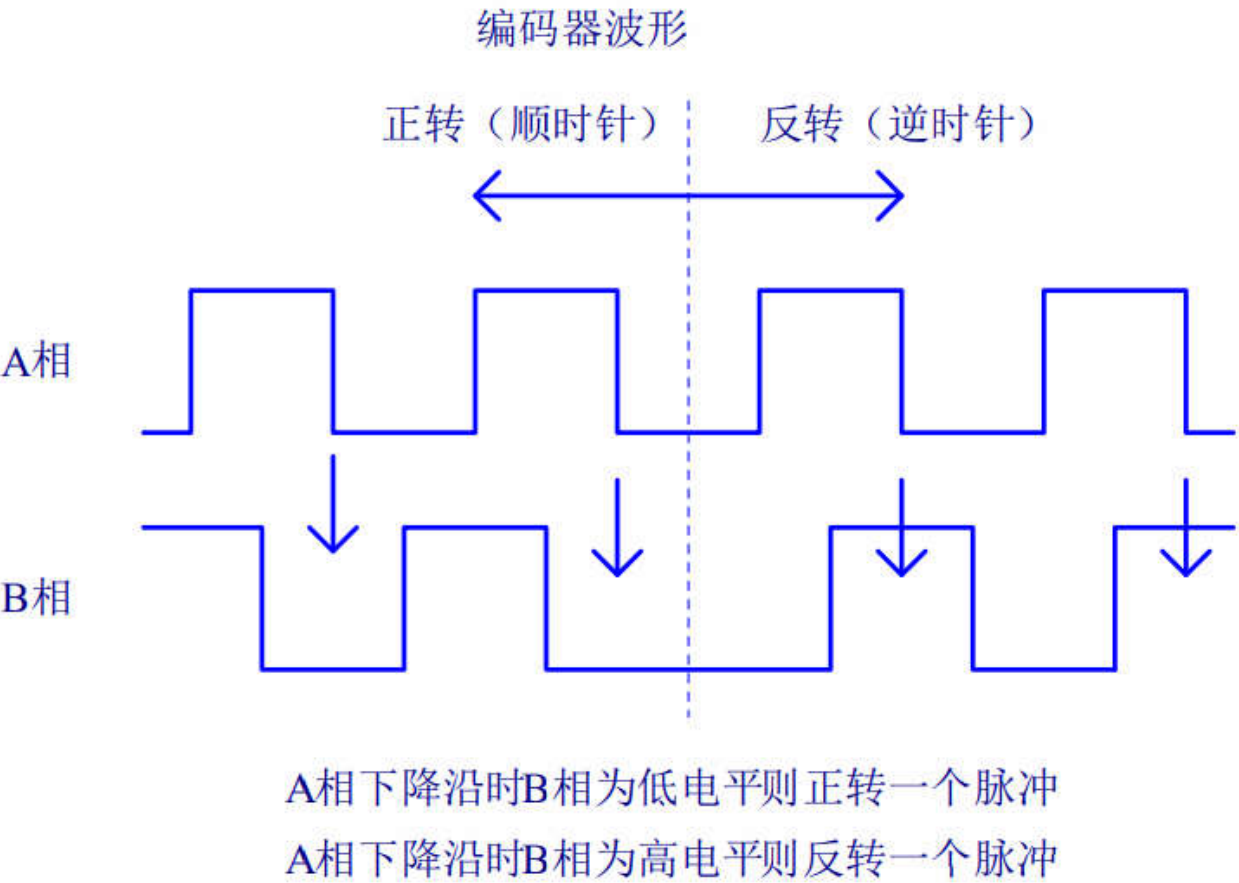 编码器波形
正转（顺时针） 反转（逆时针）
A相
B相
A相下降沿时B相为低电平则正转一个脉冲
A相下降沿时B相为高电平则反转一个脉冲